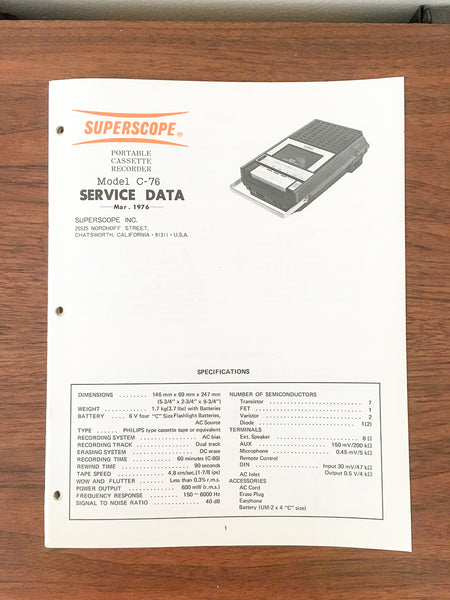 SUPERSCOPE®
PORTABLE
CASSETTE
RECORDER
Model C-76
SERVICE DATA
Mar. 1976
SUPERSCOPE INC.
20525 NORDHOFF STREET,
CHATSWORTH, CALIFORNIA • 91311 • U.S.A.
SPECIFICATIONS
DIMENSIONS ........ 146 mm x 69 mm x 247 mm
(5-3/4" x 2-3/4" x 9-3/4")
WEIGHT ........ 1.7 kg(3.7 lbs) with Batteries
BATTERY ........ 6 V four "C" Size Flashlight Batteries,
AC Source
TYPE ...... PHILIPS type cassette tape or equivalent
RECORDING SYSTEM ........ AC bias
RECORDING TRACK ........ Dual track
ERASING SYSTEM ........ DC erase
RECORDING TIME ........ 60 minutes (C-60)
REWIND TIME ........ 90 seconds
TAPE SPEED ........ 4.8 cm/sec.(1-7/8 ips)
WOW AND FLUTTER ........ Less than 0.3% r.m.s.
POWER OUTPUT ........ 600 mW (r.m.s.)
FREQUENCY RESPONSE ........ 150 ~ 6000 Hz
SIGNAL TO NOISE RATIO ........ 40 dB
NUMBER OF SEMICONDUCTORS
Transistor ........ 7
FET ........ 1
Varistor ........ 2
Diode ........ 1(2)
TERMINALS
Ext. Speaker ........ 8 Ω
AUX ........ 150 mV/200 kΩ
Microphone ........ 0.45 mV/5 kΩ
Remote Control
DIN ........ Input 30 mV/47 kΩ
AC Inlet Output 0.5 V/4 kΩ
ACCESSORIES
AC Cord
Erase Plug
Earphone
Battery (UM-2 x 4 "C" size)
1